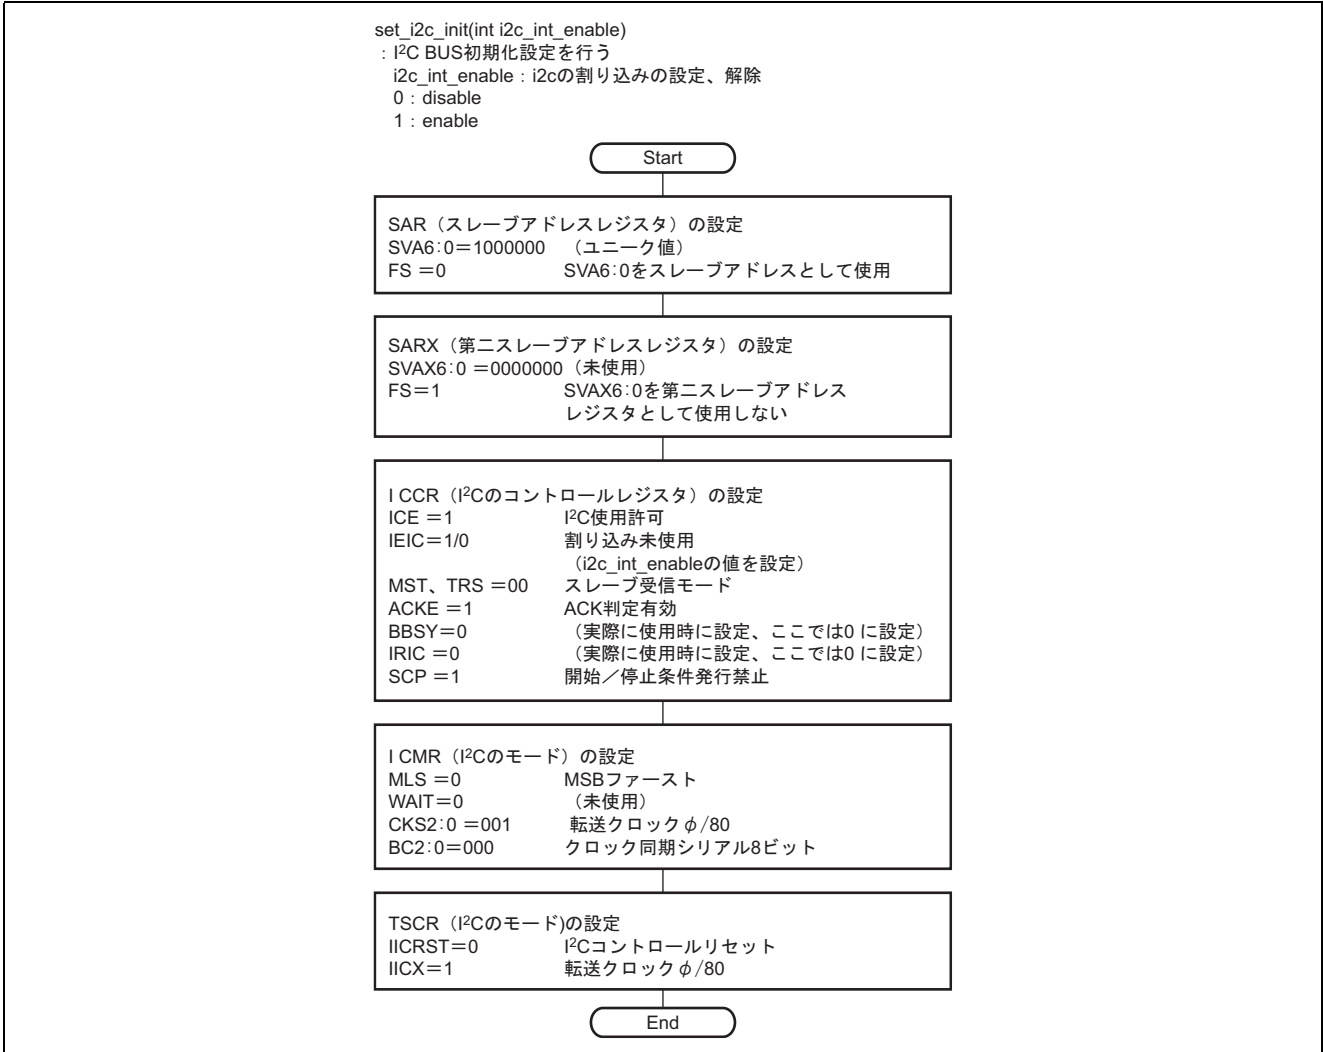 set_i2c_init(int i2c_int_enable)
：I²C BUS初期化設定を行う
i2c_int_enable：i2cの割り込みの設定、解除
0：disable
1：enable
Start
SAR（スレーブアドレスレジスタ）の設定
SVA6:0＝1000000 （ユニーク値）
FS ＝0 SVA6:0をスレーブアドレスとして使用
SARX（第二スレーブアドレスレジスタ）の設定
SVAX6:0 ＝0000000（未使用）
FS＝1 SVAX6:0を第二スレーブアドレス
レジスタとして使用しない
I CCR（I²Cのコントロールレジスタ）の設定
ICE ＝1 I²C使用許可
IEIC＝1/0 割り込み未使用
（i2c_int_enableの値を設定）
MST、TRS ＝00 スレーブ受信モード
ACKE ＝1 ACK判定有効
BBSY＝0 （実際に使用時に設定、ここでは0 に設定）
IRIC ＝0 （実際に使用時に設定、ここでは0 に設定）
SCP ＝1 開始／停止条件発行禁止
I CMR（I²Cのモード）の設定
MLS ＝0 MSBファースト
WAIT＝0 （未使用）
CKS2:0 ＝001 転送クロックφ/80
BC2:0＝000 クロック同期シリアル8ビット
TSCR（I²Cのモード)の設定
IICRST＝0 I²Cコントロールリセット
IICX＝1 転送クロックφ/80
End